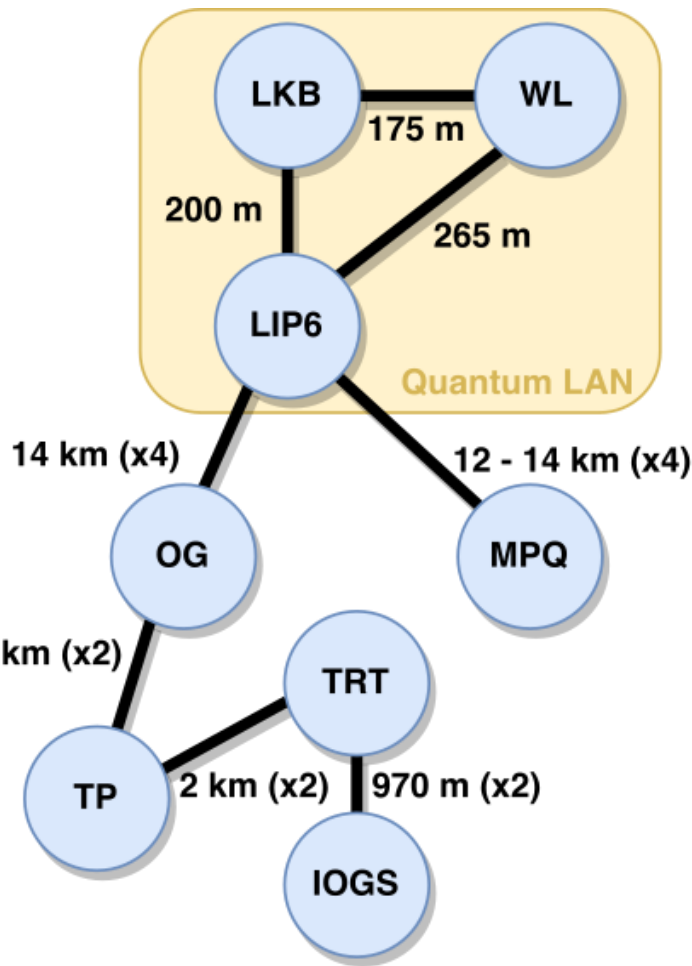 LKB
WL
175 m
200 m
265 m
LIP6
Quantum LAN
14 km (x4)
12 - 14 km (x4)
OG
MPQ
km (x2)
TRT
TP
2 km (x2)
970 m (x2)
IOGS